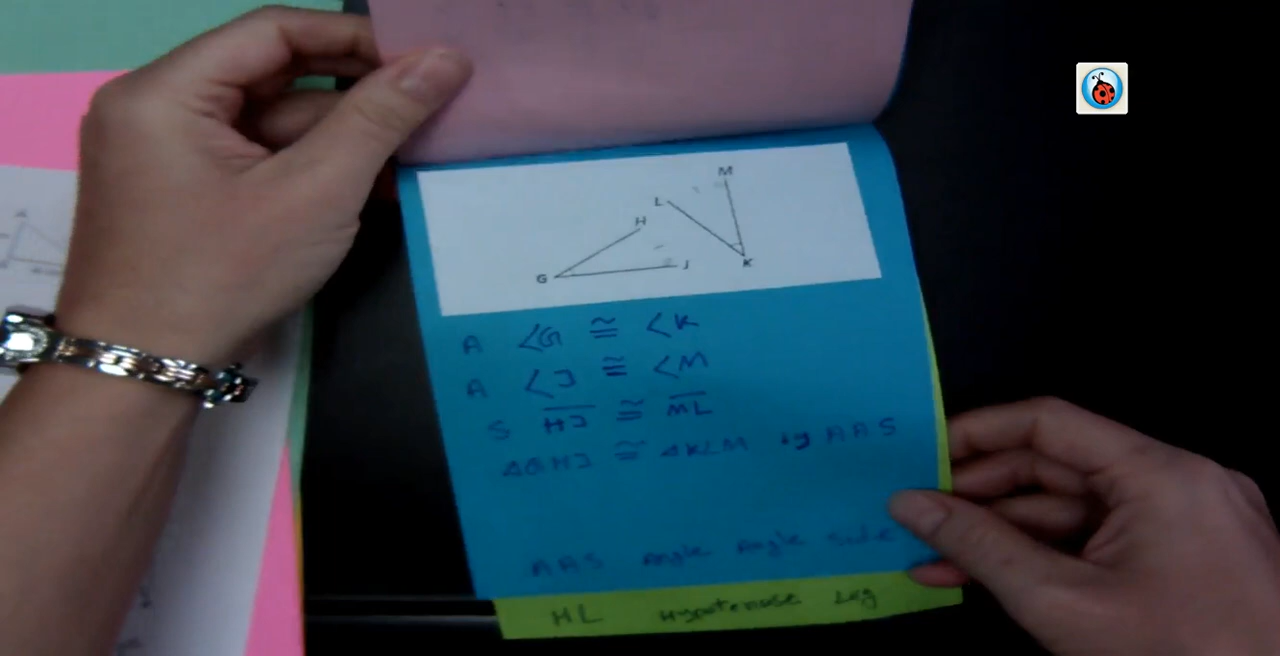 M
L
H
G
J
K
A <G ≅ <K
A <J ≅ <M
S HJ ≅ ML
△GHJ ≅ △KLM by AAS
AAS Angle Angle Side
HL Hypotenuse Leg